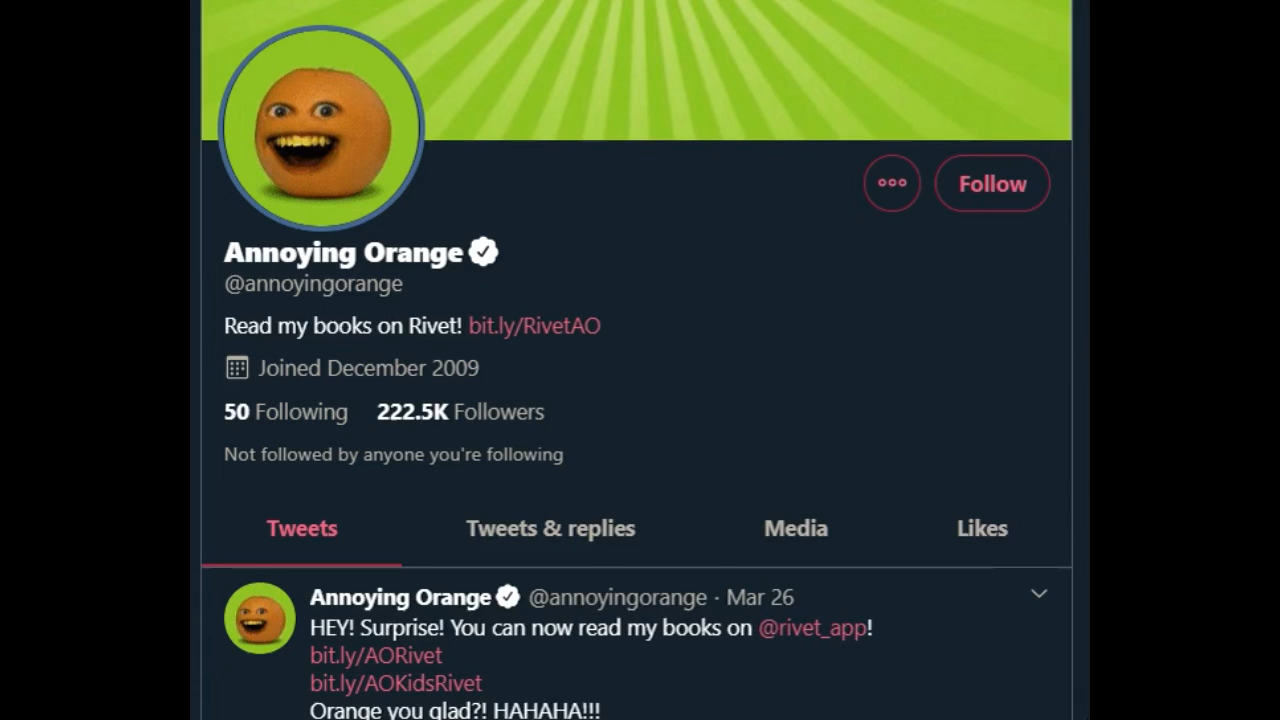 Follow
Annoying Orange
@annoyingorange
Read my books on Rivet! bit.ly/RivetAO
Joined December 2009
50 Following 222.5K Followers
Not followed by anyone you're following
Tweets Tweets & replies Media Likes
Annoying Orange @annoyingorange · Mar 26
HEY! Surprise! You can now read my books on @rivet_app!
bit.ly/AORivet
bit.ly/AOKidsRivet
Orange you glad?! HAHAHA!!!